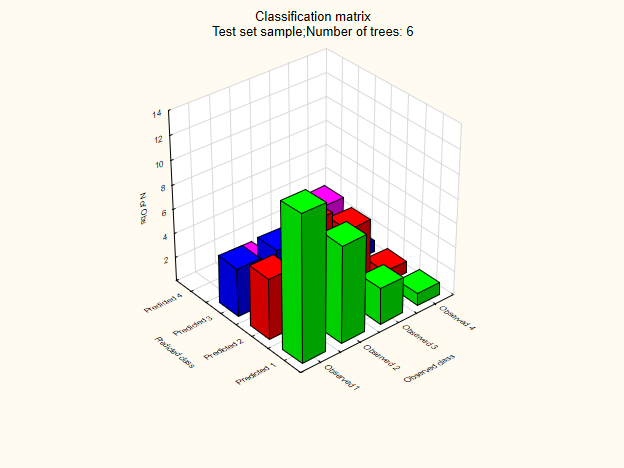 Classification matrix
Test set sample;Number of trees: 6
14
12
10
8
6
4
2
N of Obs
Predicted 4
Predicted 3
Predicted 2
Predicted 1
Predicted class
Observed 4
Observed 3
Observed 2
Observed 1
Observed class